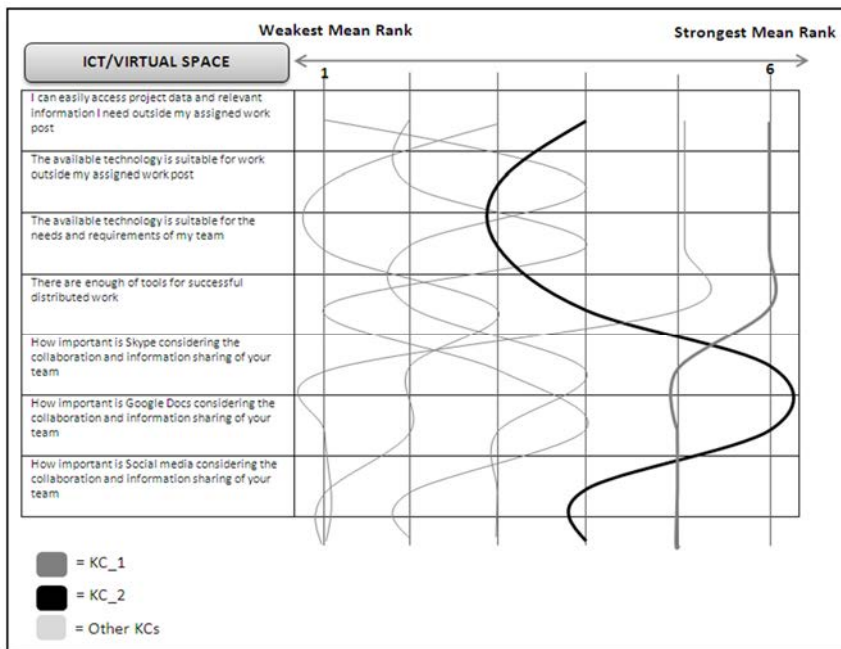 Weakest Mean Rank
Strongest Mean Rank
ICT/VIRTUAL SPACE
1
6
I can easily access project data and relevant
information I need outside my assigned work
post
The available technology is suitable for work
outside my assigned work post
The available technology is suitable for the
needs and requirements of my team
There are enough of tools for successful
distributed work
How important is Skype considering the
collaboration and information sharing of your
team
How important is Google Docs considering the
collaboration and information sharing of your
team
How important is Social media considering the
collaboration and information sharing of your
team
= KC_1
= KC_2
= Other KCs